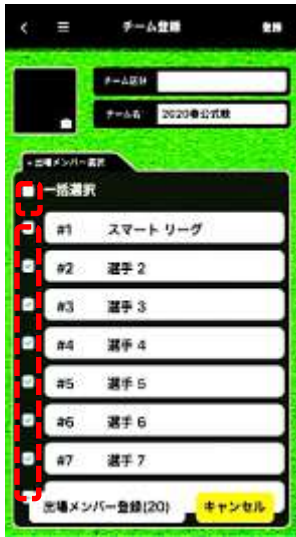 チーム登録 登録
チーム区分
チーム名 2020春公式戦
出場メンバー選択
一括選択
#1 スマート リーグ
#2 選手 2
#3 選手 3
#4 選手 4
#5 選手 5
#6 選手 6
#7 選手 7
出場メンバー登録(20) キャンセル